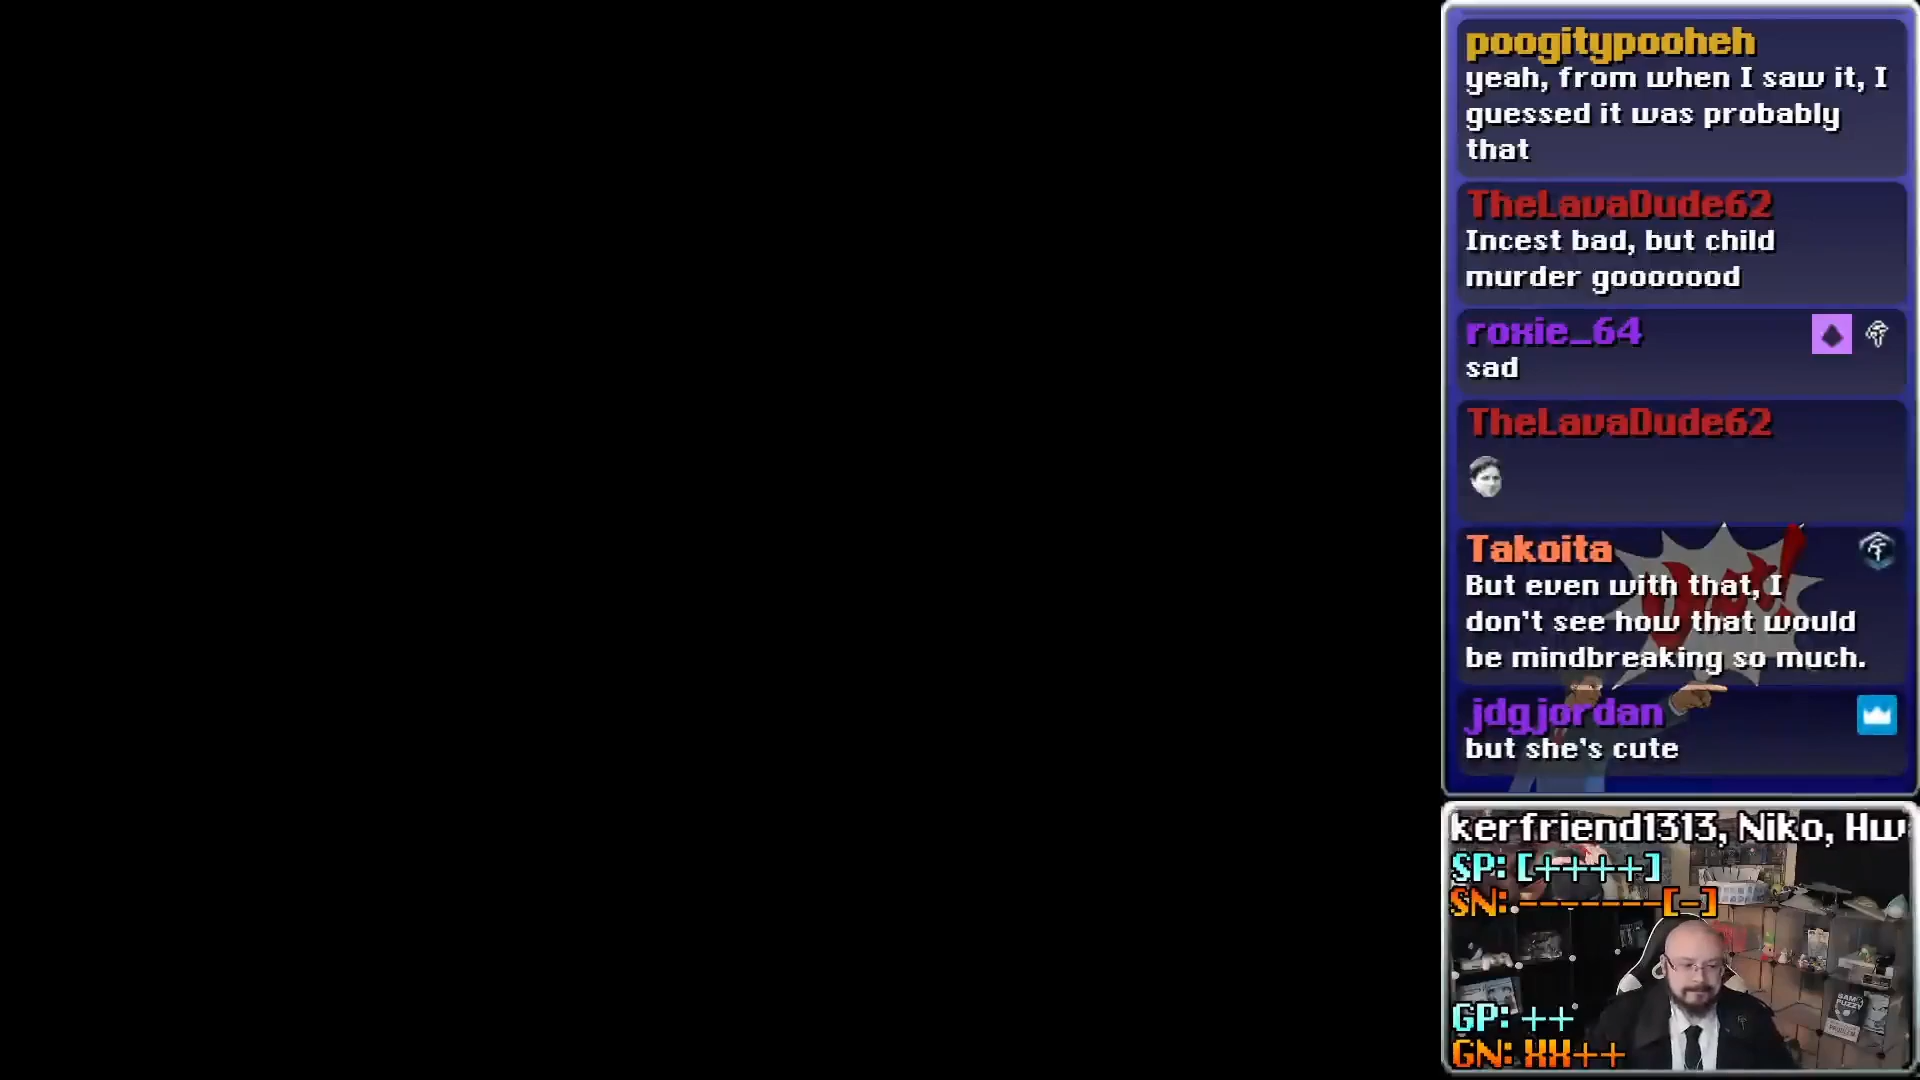 poogitypooheh
yeah, from when I saw it, I
guessed it was probably
that
TheLavaDude62
Incest bad, but child
murder gooooood
roxie_64
sad
TheLavaDude62
Takoita
But even with that, I
don't see how that would
be mindbreaking so much.
jdgjordan
but she's cute
kerfriend1313, Niko, Hw
SP: [++++]
SN: -------[-]
GP: ++
GN: XX++